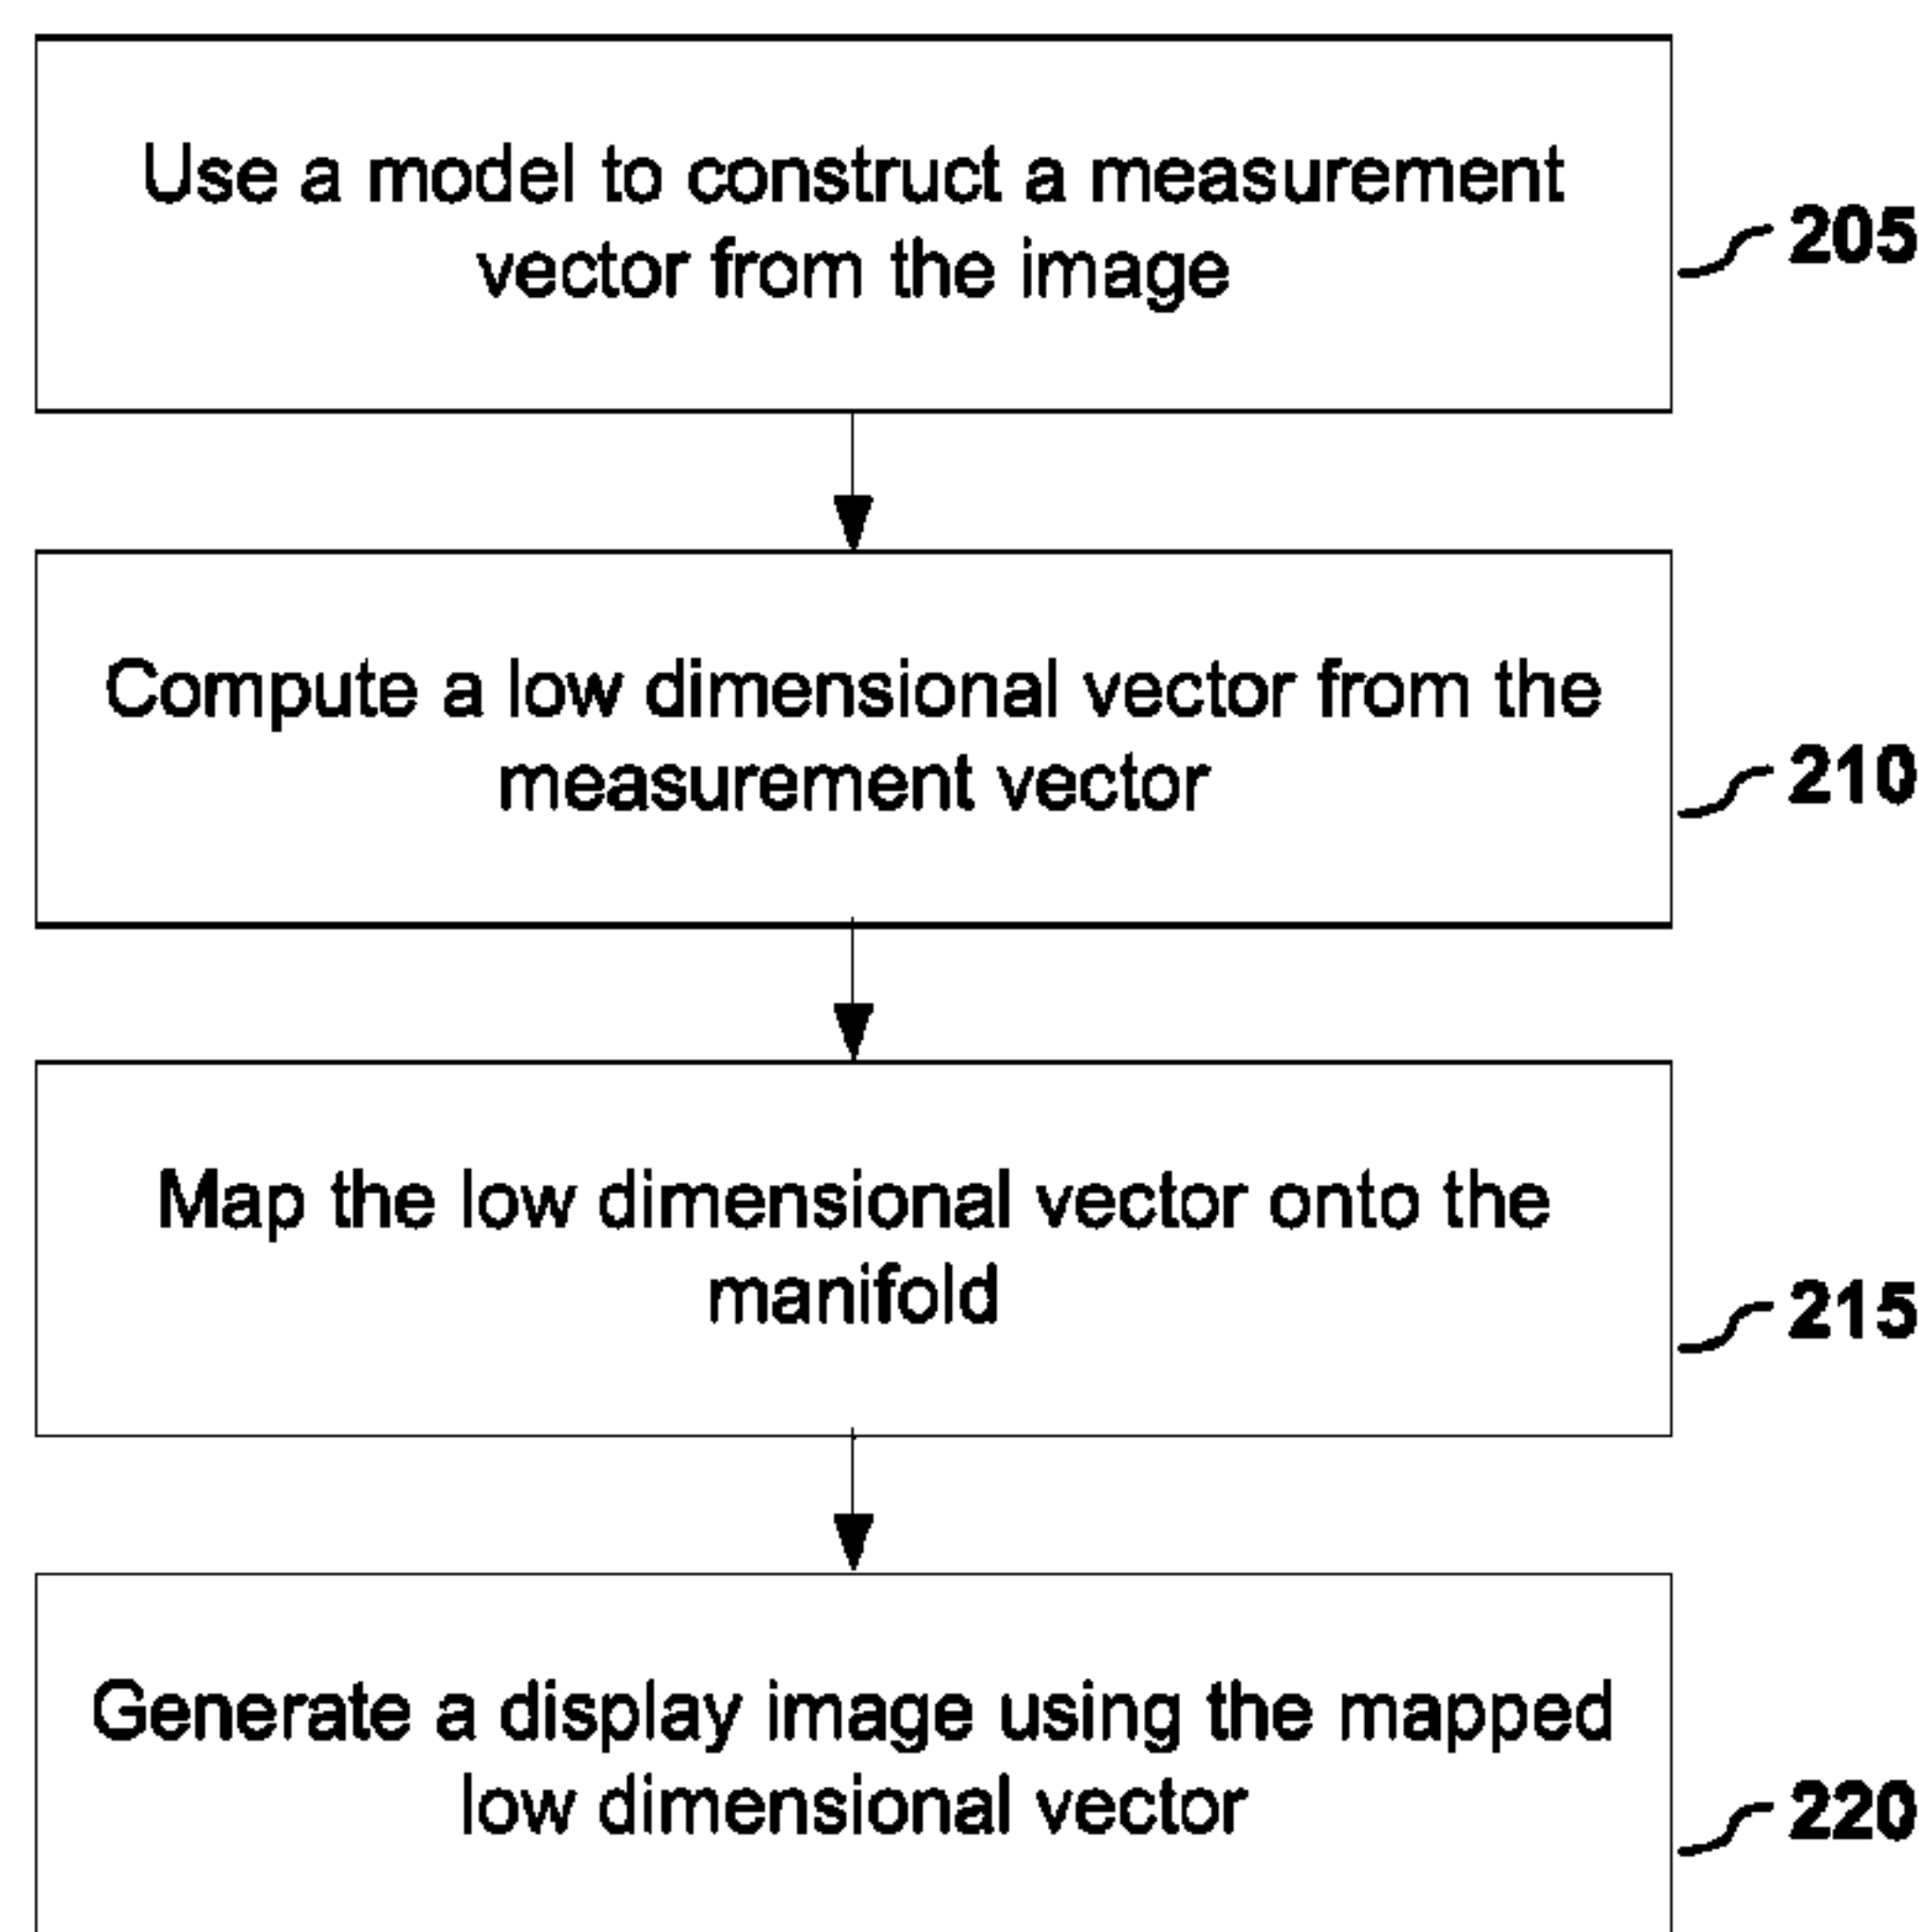 Use a model to construct a measurement
vector from the image
205
Compute a low dimensional vector from the
measurement vector
210
Map the low dimensional vector onto the
manifold
215
Generate a display image using the mapped
low dimensional vector
220